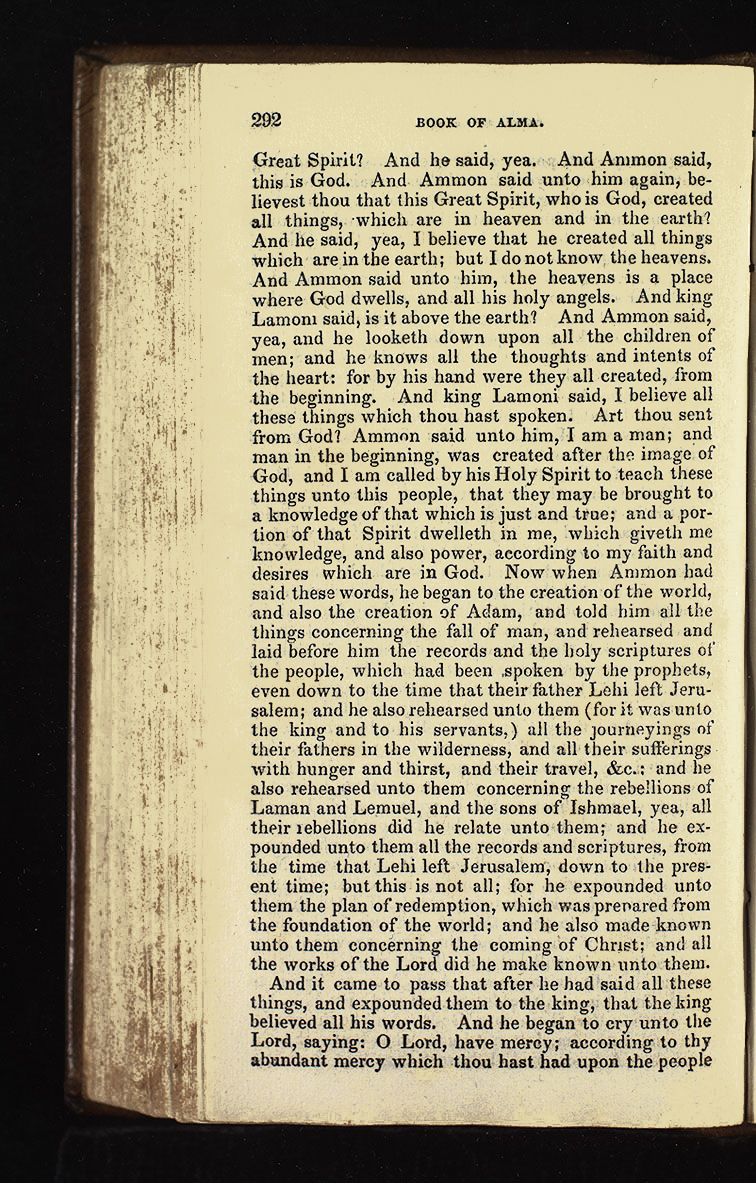 292 BOOK OF ALMA.
Great Spirit? And he said, yea. And Ammon said,
this is God. And Ammon said unto him again, be-
lievest thou that this Great Spirit, who is God, created
all things, which are in heaven and in the earth?
And he said, yea, I believe that he created all things
which are in the earth; but I do not know the heavens.
And Ammon said unto him, the heavens is a place
where God dwells, and all his holy angels. And king
Lamoni said, is it above the earth? And Ammon said,
yea, and he looketh down upon all the children of
men; and he knows all the thoughts and intents of
the heart: for by his hand were they all created, from
the beginning. And king Lamoni said, I believe all
these things which thou hast spoken. Art thou sent
from God? Ammon said unto him, I am a man; and
man in the beginning, was created after the image of
God, and I am called by his Holy Spirit to teach these
things unto this people, that they may be brought to
a knowledge of that which is just and true; and a por-
tion of that Spirit dwelleth in me, which giveth me
knowledge, and also power, according to my faith and
desires which are in God. Now when Ammon had
said these words, he began to the creation of the world,
and also the creation of Adam, and told him all the
things concerning the fall of man, and rehearsed and
laid before him the records and the holy scriptures of
the people, which had been spoken by the prophets,
even down to the time that their father Lehi left Jeru-
salem; and he also rehearsed unto them (for it was unto
the king and to his servants,) all the journeyings of
their fathers in the wilderness, and all their sufferings
with hunger and thirst, and their travel, &c.: and he
also rehearsed unto them concerning the rebellions of
Laman and Lemuel, and the sons of Ishmael, yea, all
their rebellions did he relate unto them; and he ex-
pounded unto them all the records and scriptures, from
the time that Lehi left Jerusalem, down to the pres-
ent time; but this is not all; for he expounded unto
them the plan of redemption, which was prepared from
the foundation of the world; and he also made known
unto them concerning the coming of Christ; and all
the works of the Lord did he make known unto them.
And it came to pass that after he had said all these
things, and expounded them to the king, that the king
believed all his words. And he began to cry unto the
Lord, saying: O Lord, have mercy; according to thy
abundant mercy which thou hast had upon the people